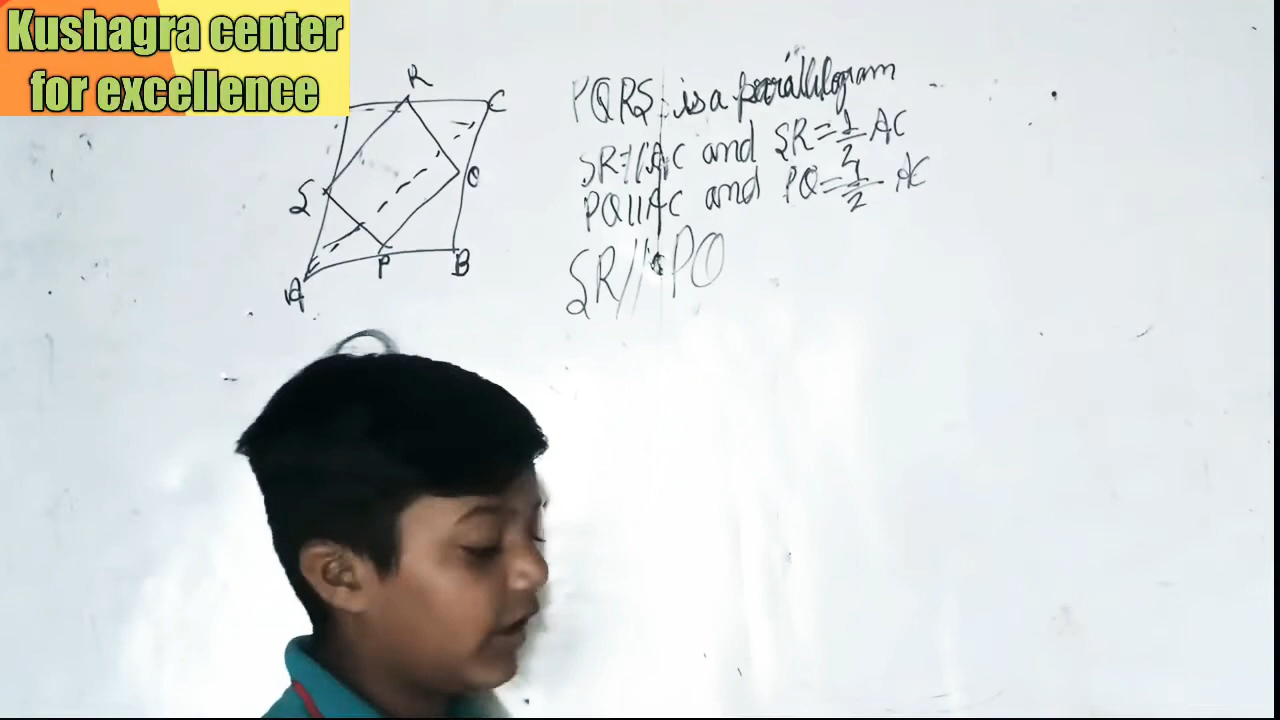 Kushagra center
for excellence
R
C
S
Q
A
P
B
PQRS is a parallelogram
SR || AC and SR = 1/2 AC
PQ || AC and PQ = 1/2 AC
SR // PQ